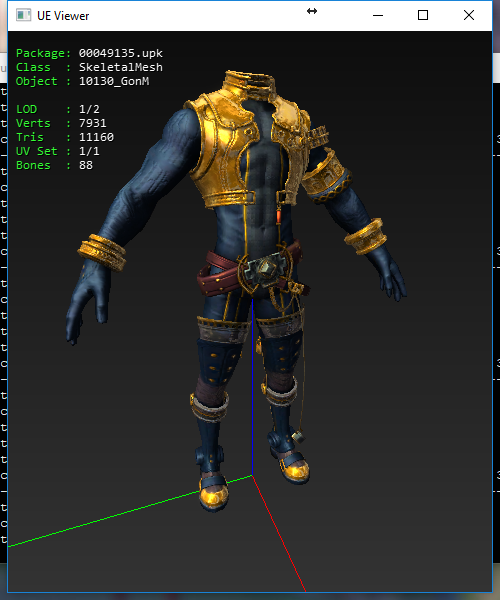 UE Viewer
Package: 00049135.upk
Class : SkeletalMesh
Object : 10130_GonM
LOD : 1/2
Verts : 7931
Tris : 11160
UV Set : 1/1
Bones : 88